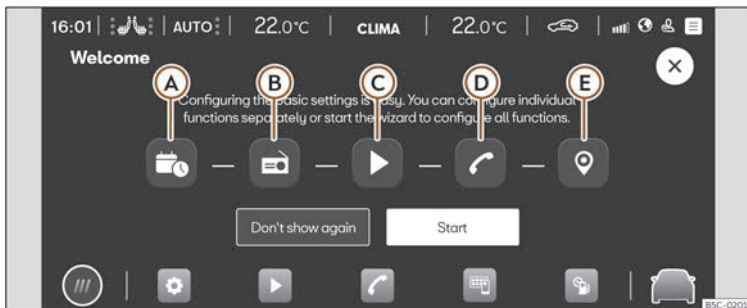 16:01 AUTO 22.0°C CLIMA 22.0°C
Welcome
A B C D E
Configuring the basic settings is easy. You can configure individual
functions separately or start the wizard to configure all functions.
Don't show again Start
B5C-0201